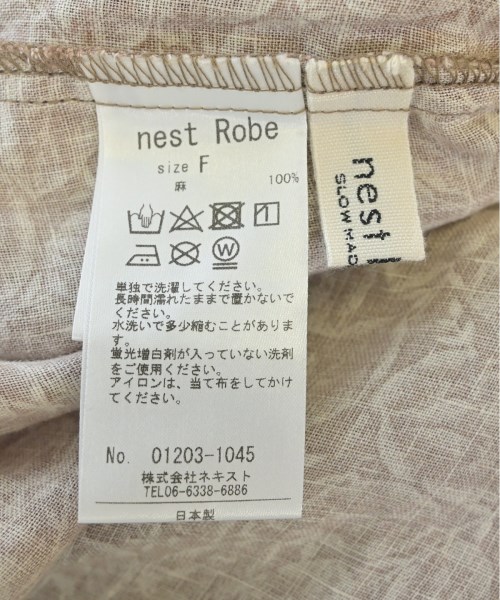 nest Robe
size F
麻 100%
W
単独で洗濯してください。
長時間濡れたままで置かないで
ください。
水洗いで多少縮むことがありま
す。
蛍光増白剤が入っていない洗剤
をご使用ください。
アイロンは、当て布をしてかけ
てください。
No. 01203-1045
株式会社ネキスト
TEL06-6338-6886
日本製
nest
SLOW MAD